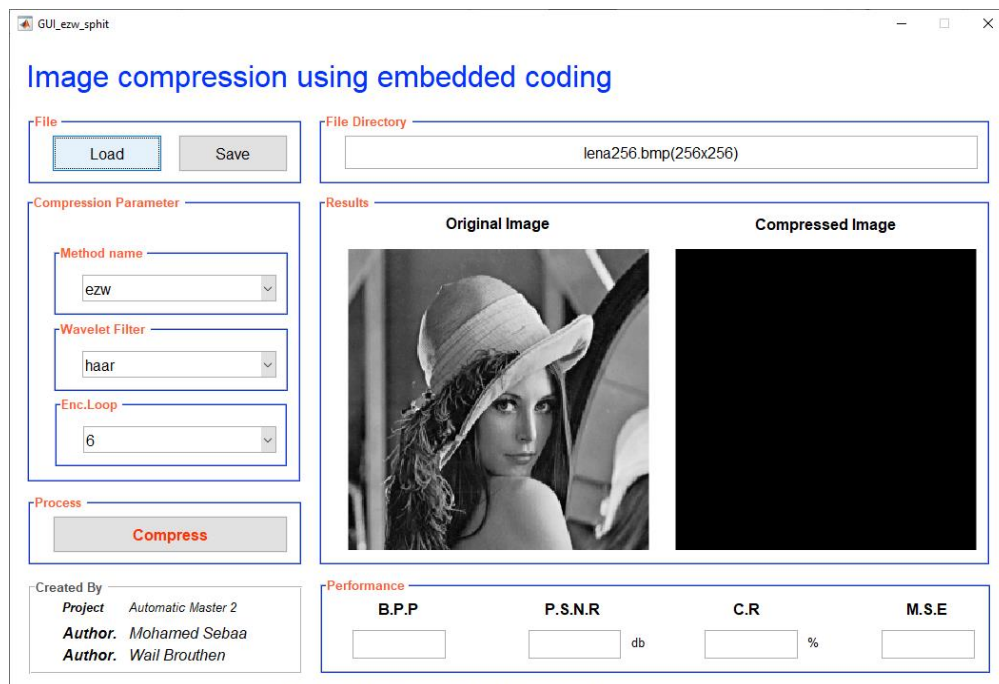 GUI_ezw_sphit
Image compression using embedded coding
File
Load Save
File Directory
lena256.bmp(256x256)
Compression Parameter
Method name
ezw
Wavelet Filter
haar
Enc.Loop
6
Results
Original Image Compressed Image
Process
Compress
Created By
Project Automatic Master 2
Author. Mohamed Sebaa
Author. Wail Brouthen
Performance
B.P.P P.S.N.R C.R M.S.E
db %